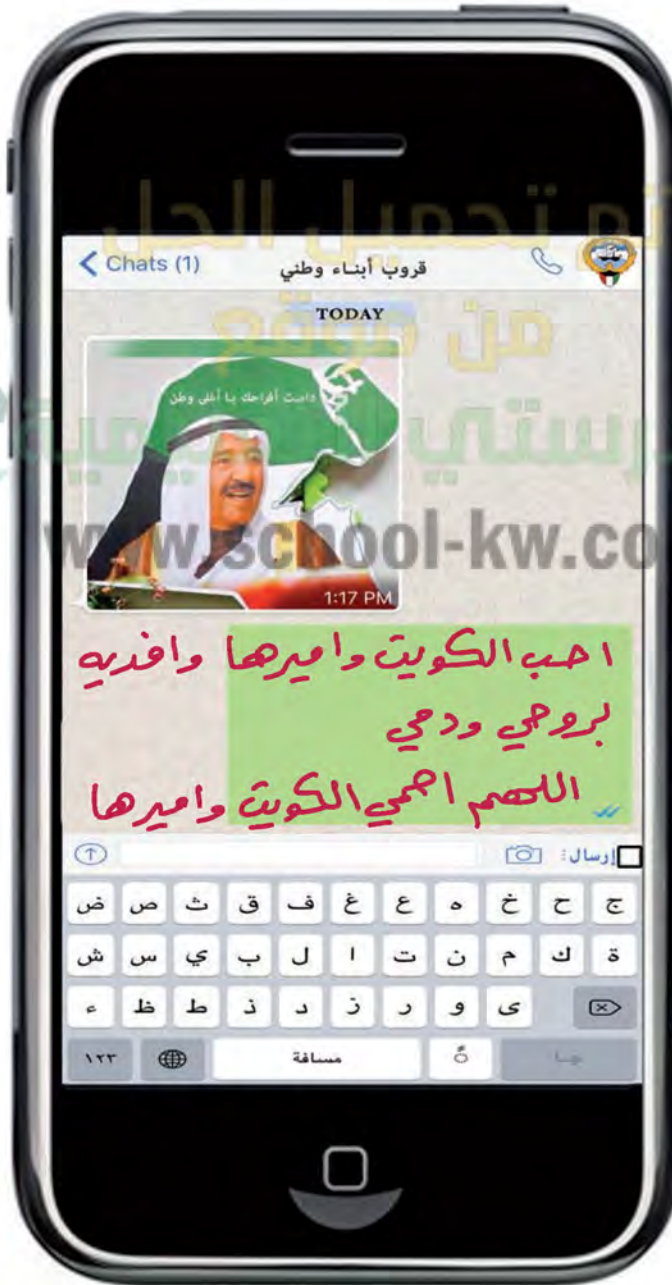 تم تحميل الحل
من موقع
www.school-kw.co
Chats (1)
قروب أبناء وطني
TODAY
دامت أفراحك يا أغلى وطن
1:17 PM
احب الكويت واميرها وافديه
بروحي ودمي
اللهم احمي الكويت واميرها
إرسال:
ض ص ث ق ف غ ع ه خ ح ج
ش س ي ب ل ا ت ن م ك ة
ء ظ ط ذ د ز ر و ى
١٢٣ مسافة